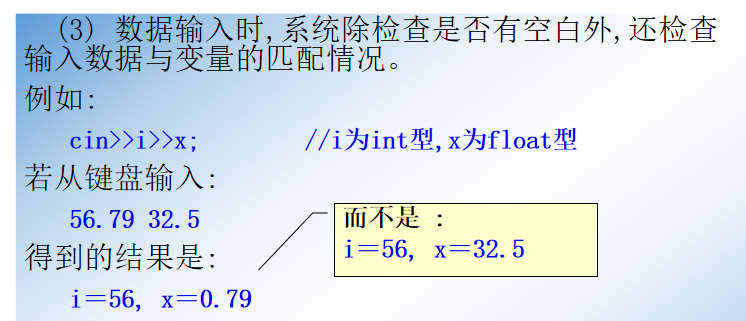 (3) 数据输入时,系统除检查是否有空白外,还检查
输入数据与变量的匹配情况。
例如:
cin>>i>>x; //i为int型,x为float型
若从键盘输入:
56.79 32.5
得到的结果是:
i＝56, x＝0.79
而不是 :
i＝56, x＝32.5